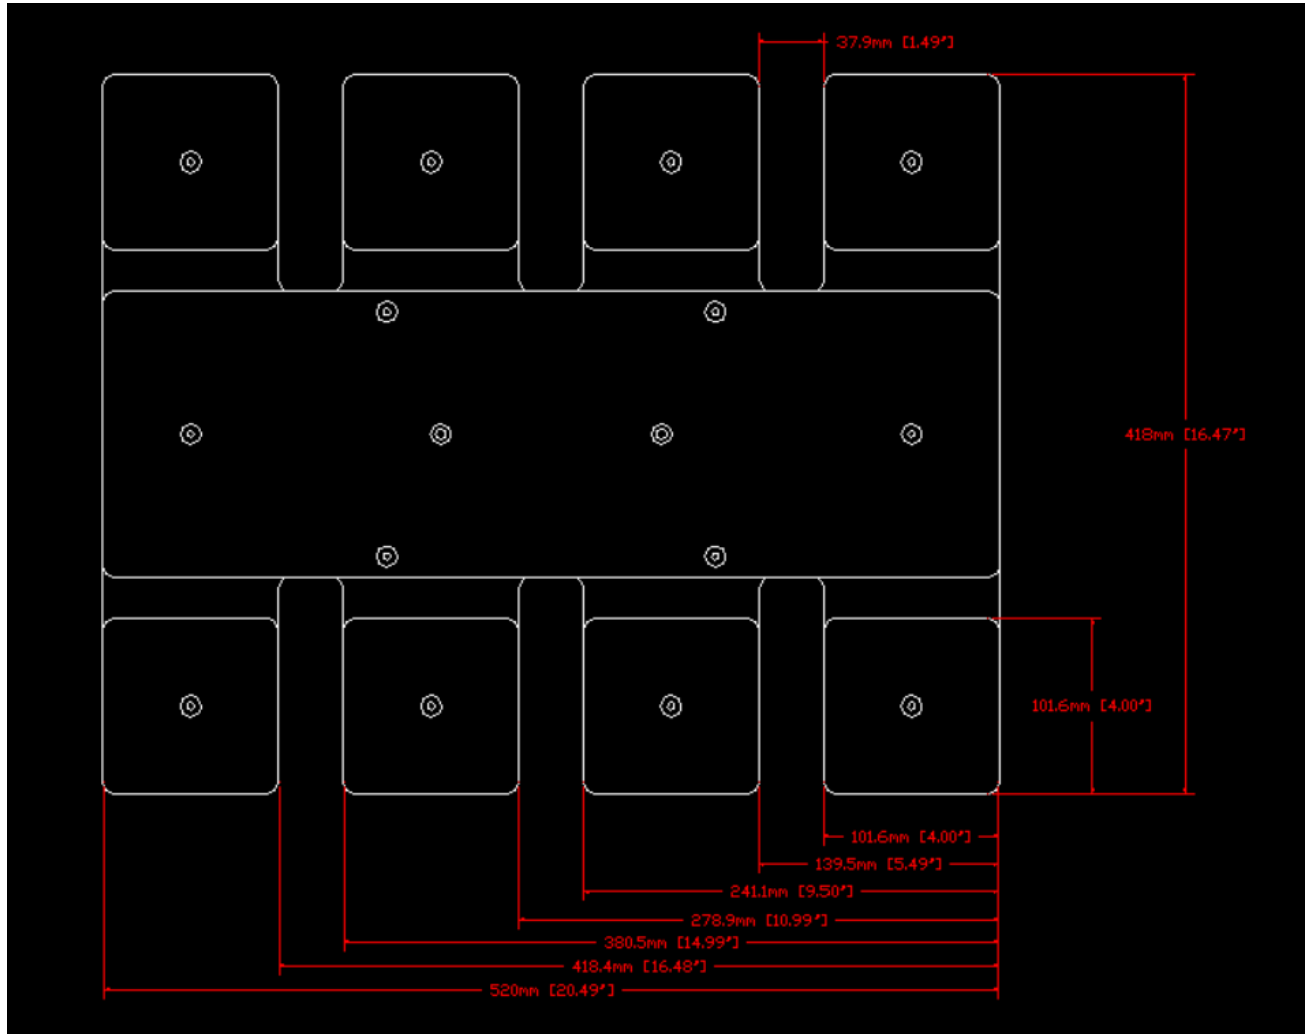 37.9mm [1.49"]
418mm [16.47"]
101.6mm [4.00"]
101.6mm [4.00"]
139.5mm [5.49"]
241.1mm [9.50"]
278.9mm [10.99"]
380.5mm [14.99"]
418.4mm [16.48"]
520mm [20.49"]